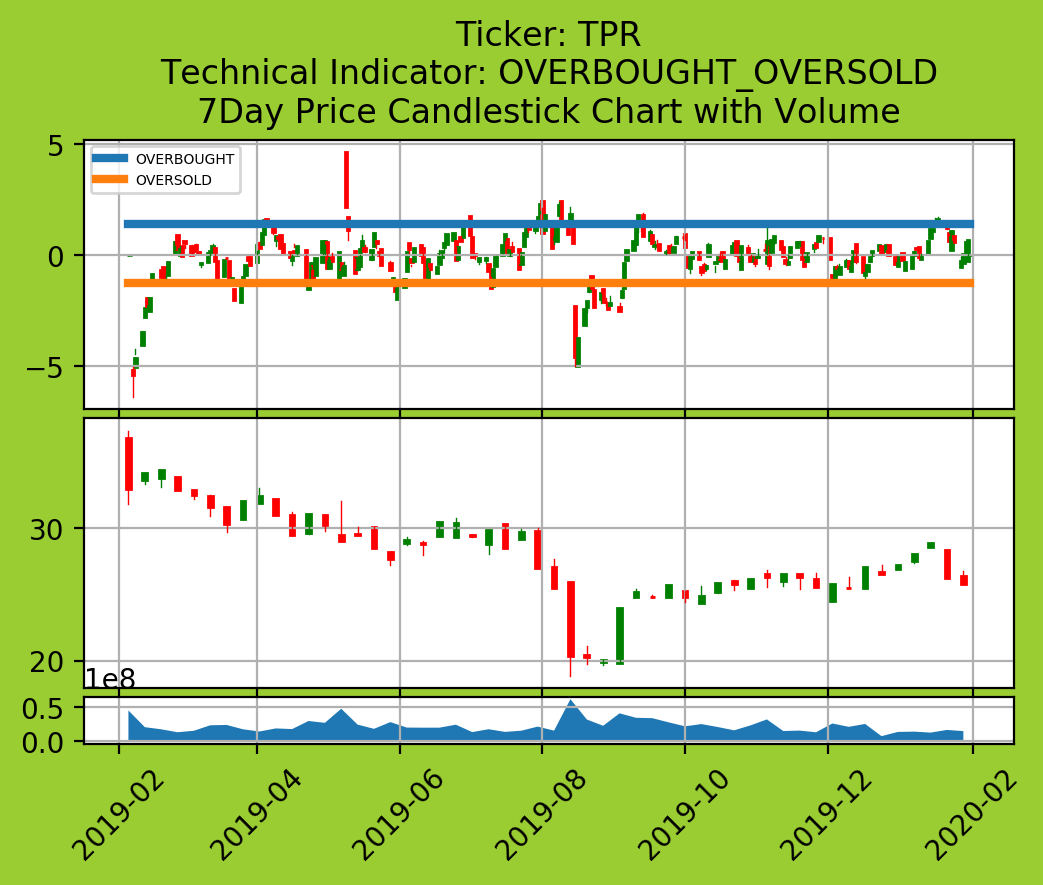 Ticker: TPR
Technical Indicator: OVERBOUGHT_OVERSOLD
7Day Price Candlestick Chart with Volume
OVERBOUGHT
OVERSOLD
5
0
−5
30
20
1e8
0.5
0.0
2019-02
2019-04
2019-06
2019-08
2019-10
2019-12
2020-02